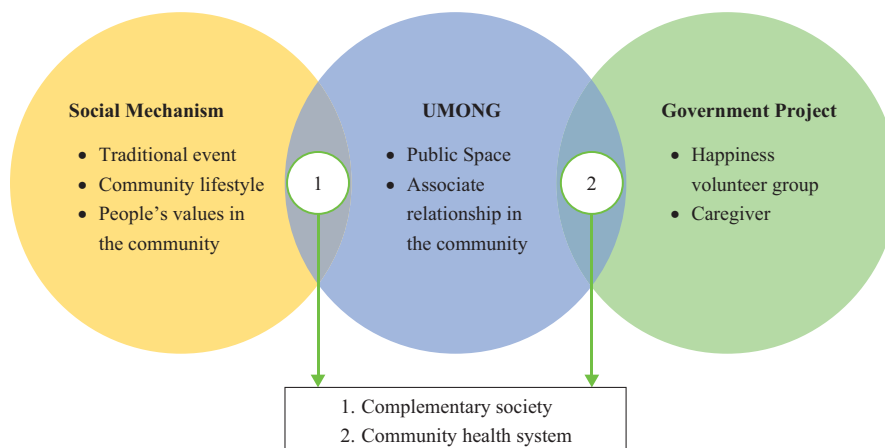 Social Mechanism
• Traditional event
• Community lifestyle
• People’s values in
the community
1
UMONG
• Public Space
• Associate
relationship in
the community
2
Government Project
• Happiness
volunteer group
• Caregiver
1. Complementary society
2. Community health system